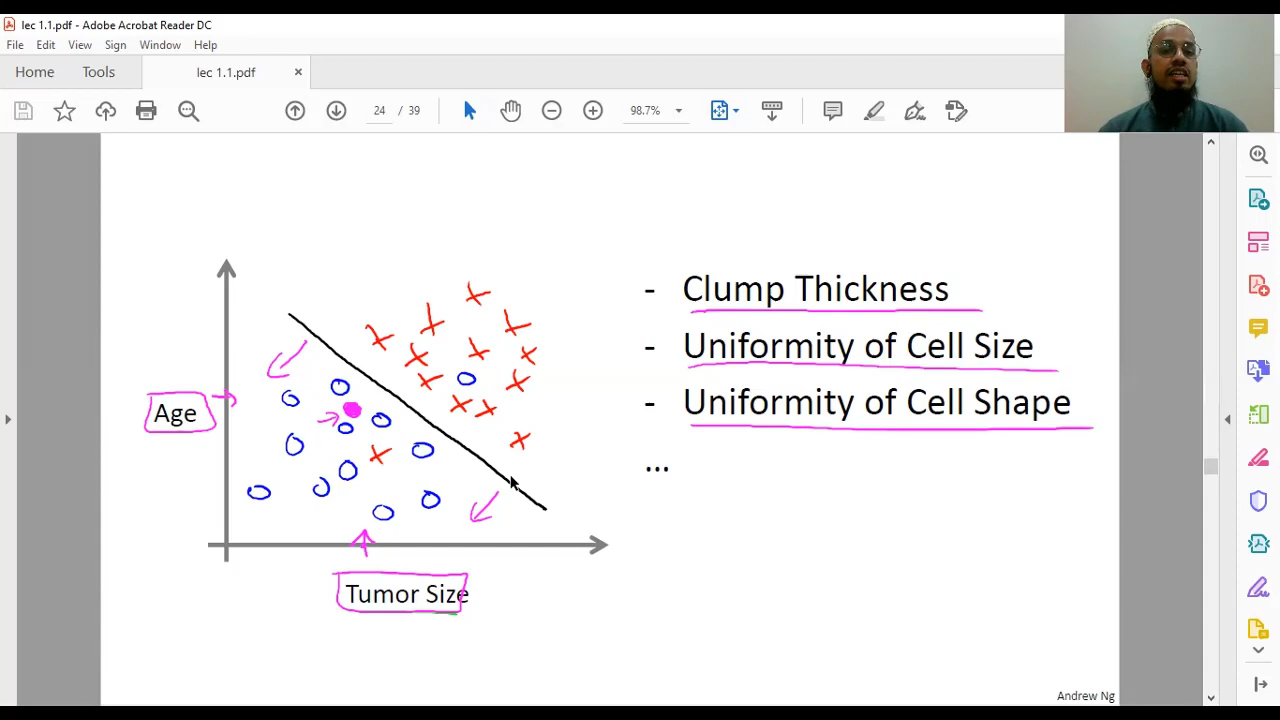 lec 1.1.pdf - Adobe Acrobat Reader DC
File Edit View Sign Window Help
Home Tools lec 1.1.pdf ×
24 / 39 98.7%
- Clump Thickness
- Uniformity of Cell Size
- Uniformity of Cell Shape
...
Age
Tumor Size
Andrew Ng